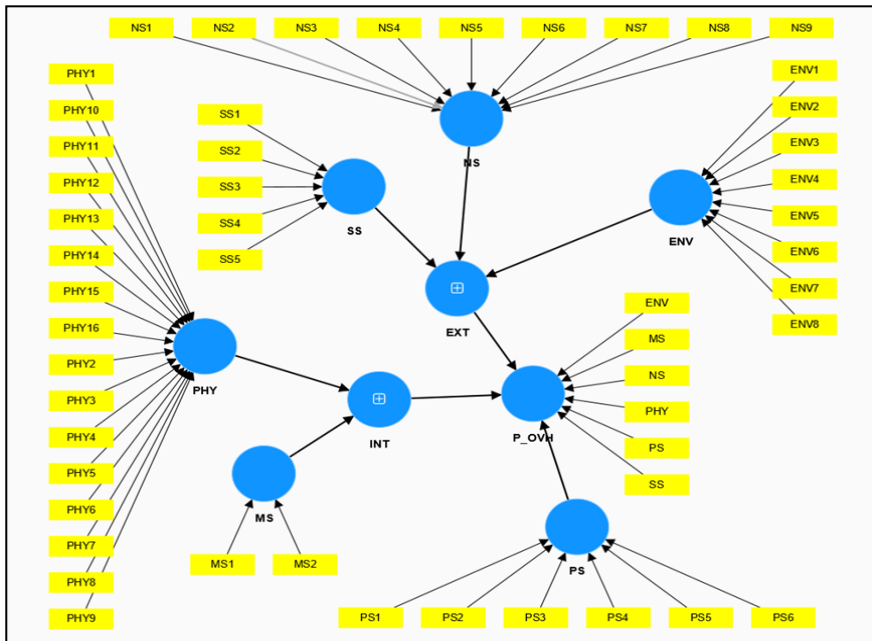 NS1 NS2 NS3 NS4 NS5 NS6 NS7 NS8 NS9
PHY1
PHY10
PHY11
PHY12
PHY13
PHY14
PHY15
PHY16
PHY2
PHY3
PHY4
PHY5
PHY6
PHY7
PHY8
PHY9
SS1
SS2
SS3
SS4
SS5
NS
SS
ENV1
ENV2
ENV3
ENV4
ENV5
ENV6
ENV7
ENV8
ENV
EXT
PHY
INT
P_OVH
ENV
MS
NS
PHY
PS
SS
MS
MS1 MS2
PS
PS1 PS2 PS3 PS4 PS5 PS6